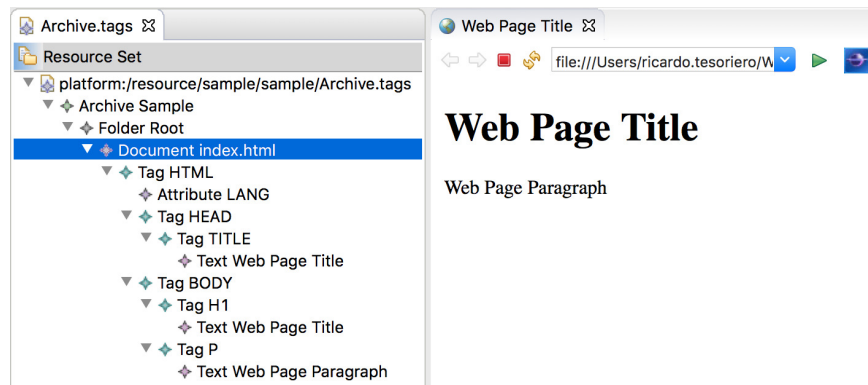 Archive.tags
Resource Set
platform:/resource/sample/sample/Archive.tags
Archive Sample
Folder Root
Document index.html
Tag HTML
Attribute LANG
Tag HEAD
Tag TITLE
Text Web Page Title
Tag BODY
Tag H1
Text Web Page Title
Tag P
Text Web Page Paragraph
Web Page Title
file:///Users/ricardo.tesoriero/W
Web Page Title
Web Page Paragraph